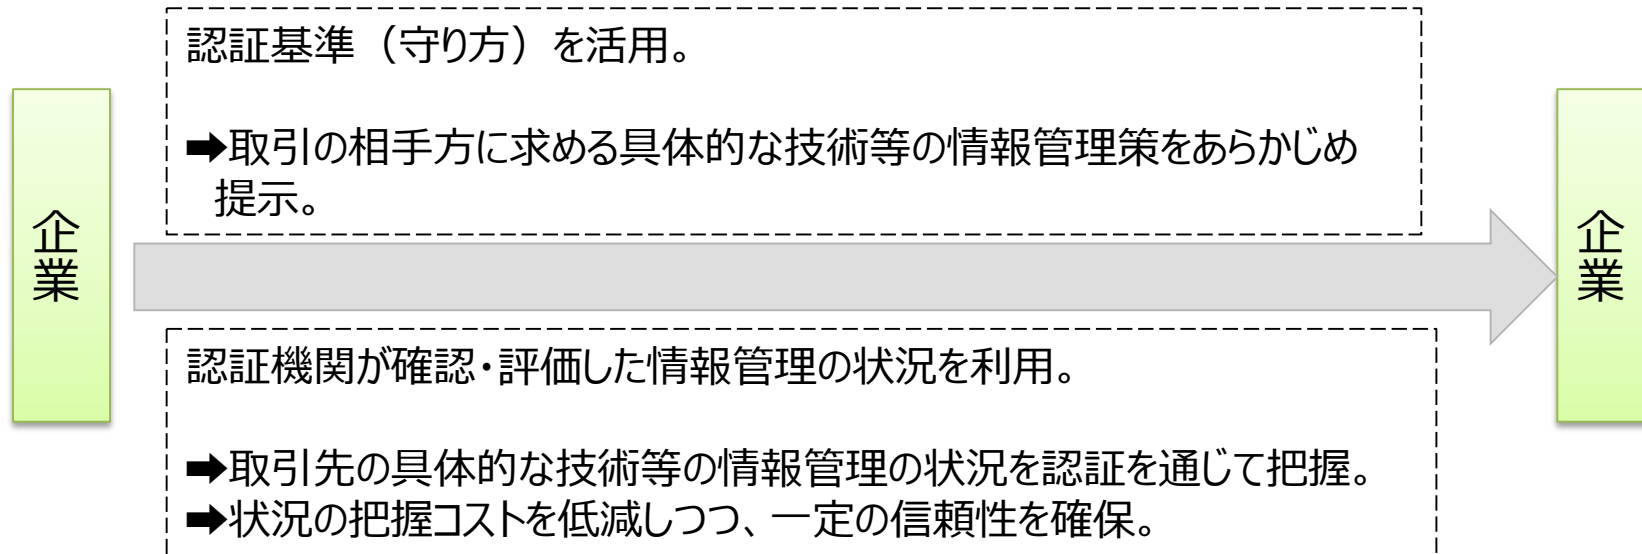 認証基準（守り方）を活用。
➡取引の相手方に求める具体的な技術等の情報管理策をあらかじめ
提示。
企業
企業
認証機関が確認・評価した情報管理の状況を利用。
➡取引先の具体的な技術等の情報管理の状況を認証を通じて把握。
➡状況の把握コストを低減しつつ、一定の信頼性を確保。